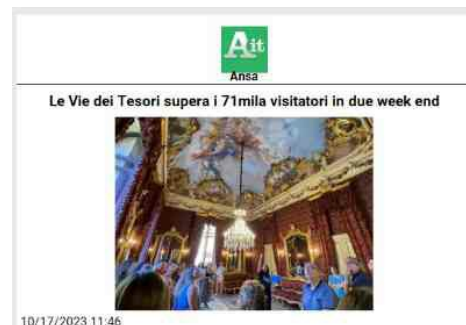 Ait
Ansa
Le Vie dei Tesori supera i 71mila visitatori in due week end
10/17/2023 11:46